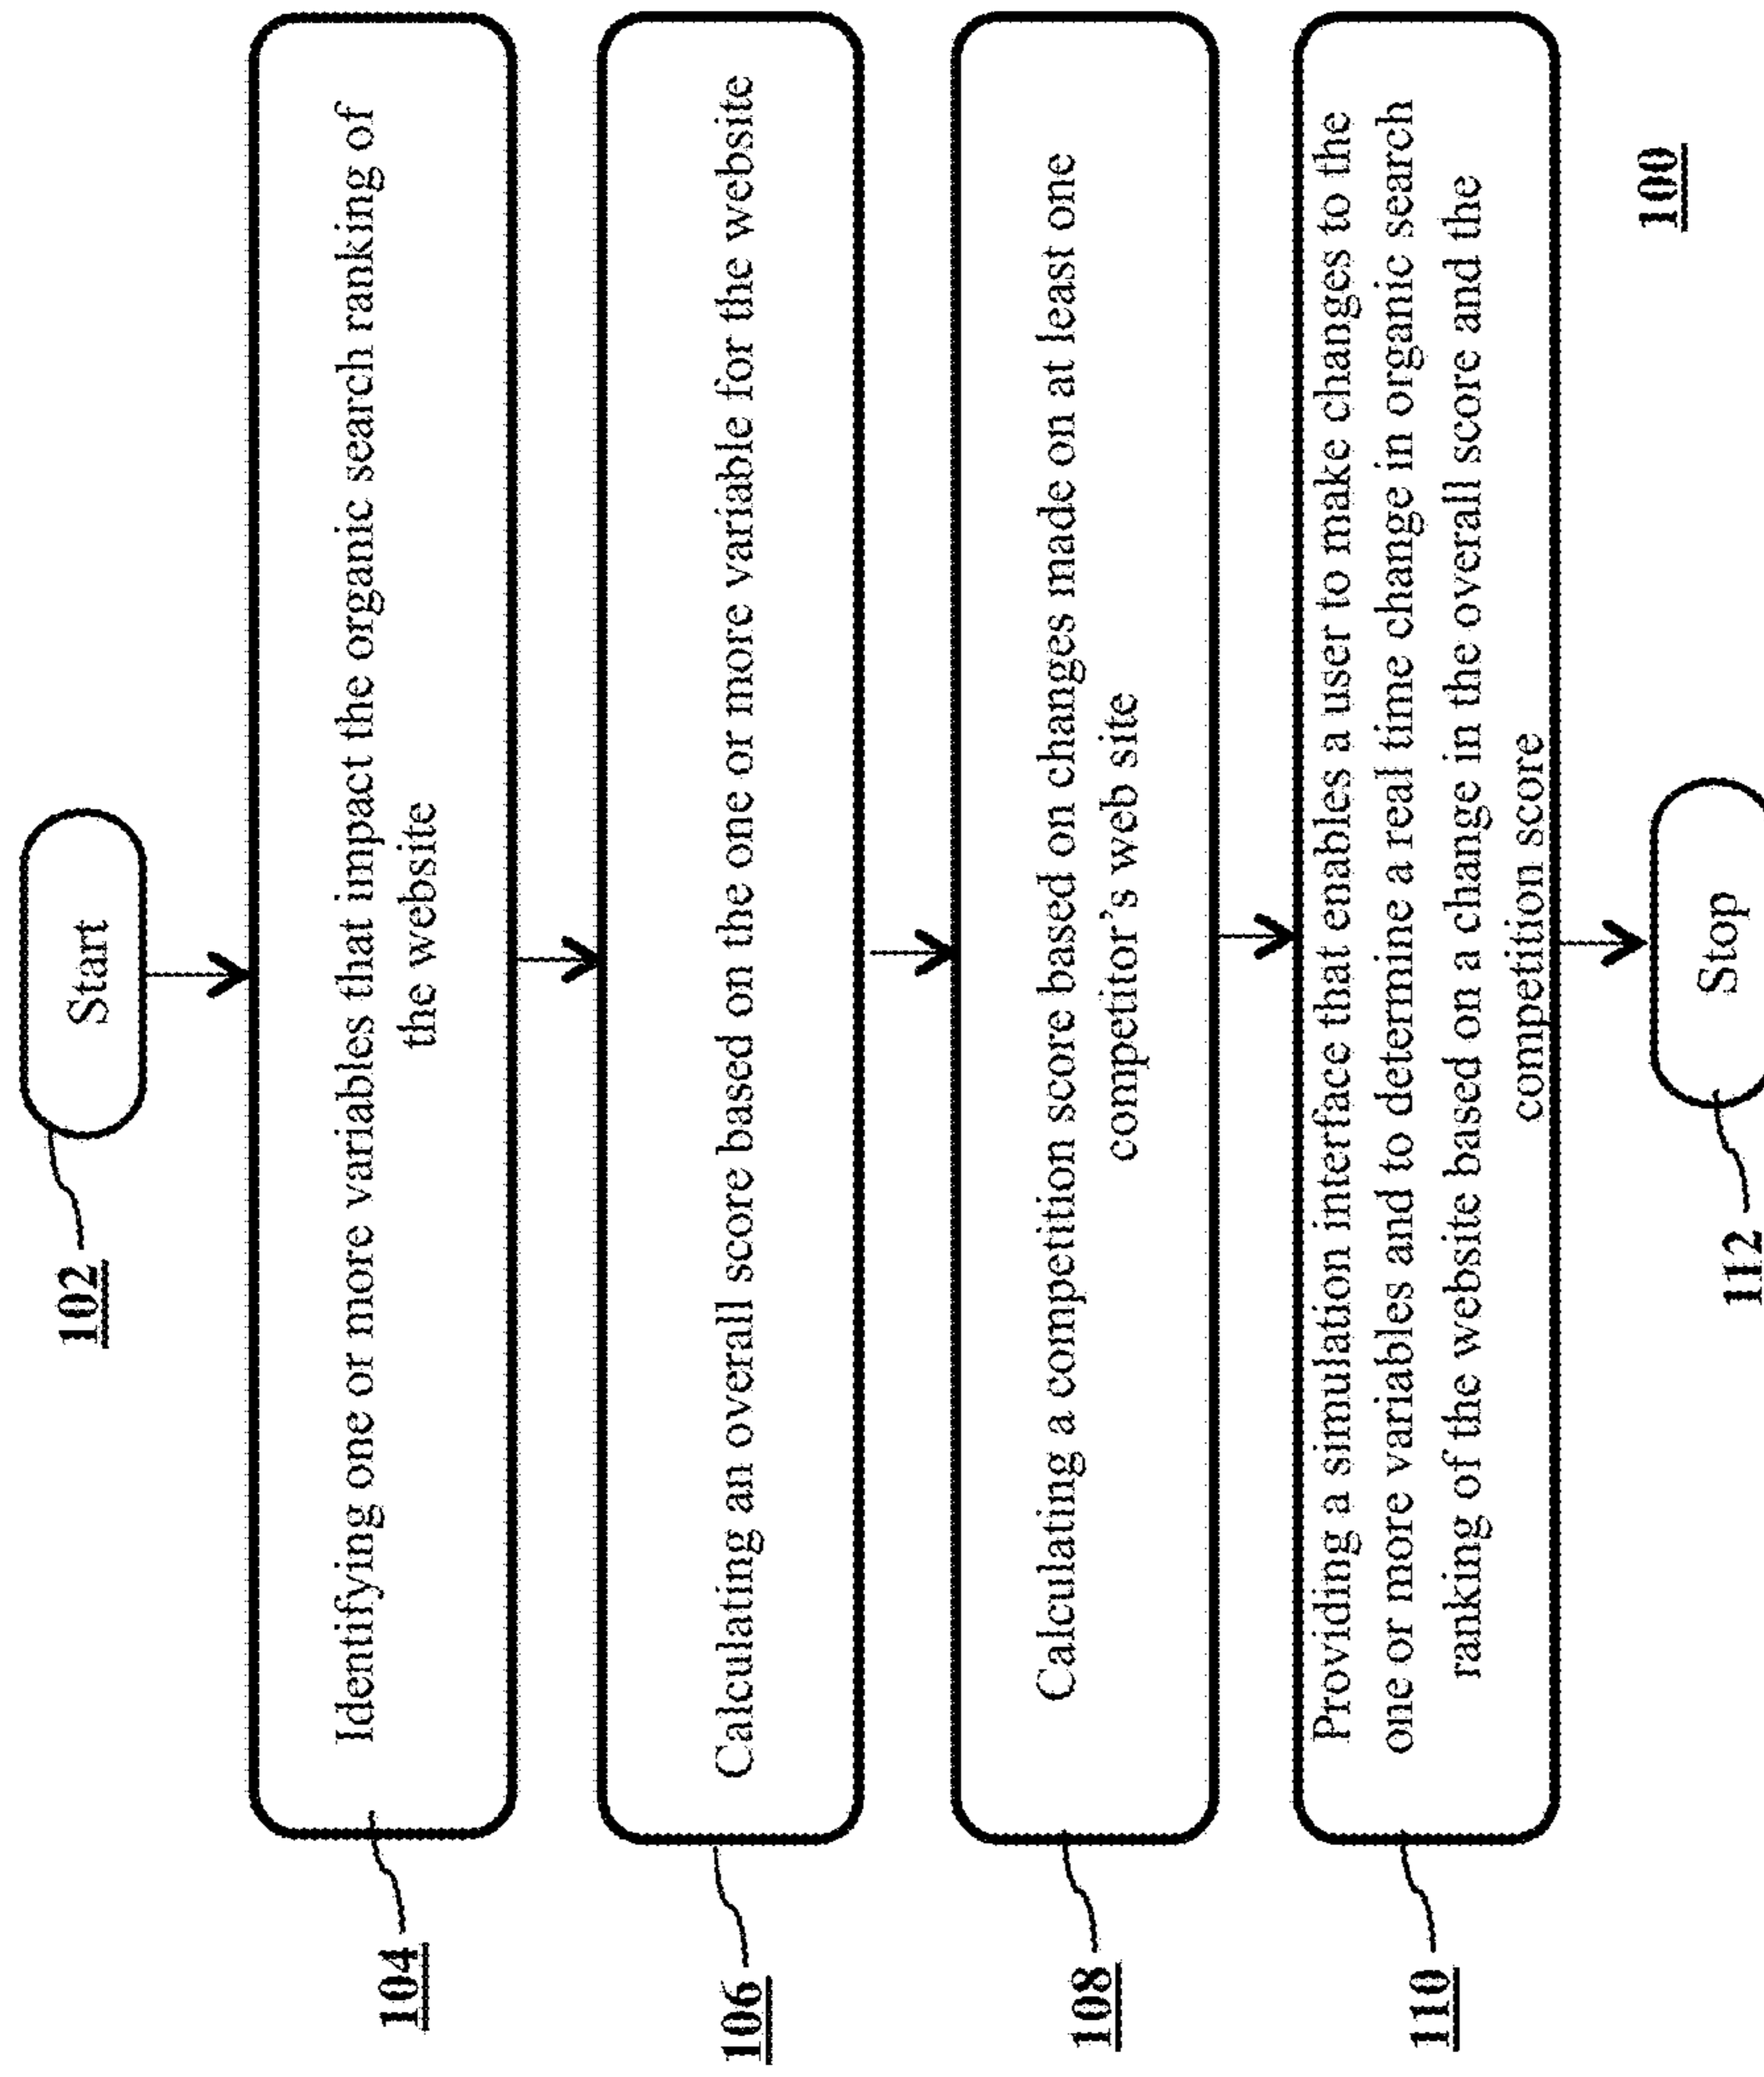 Start
102
Identifying one or more variables that impact the organic search ranking of
the website
104
Calculating an overall score based on the one or more variable for the website
106
Calculating a competition score based on changes made on at least one
competitor's web site
108
Providing a simulation interface that enables a user to make changes to the
one or more variables and to determine a real time change in organic search
ranking of the website based on a change in the overall score and the
competition score
110
Stop
112
100